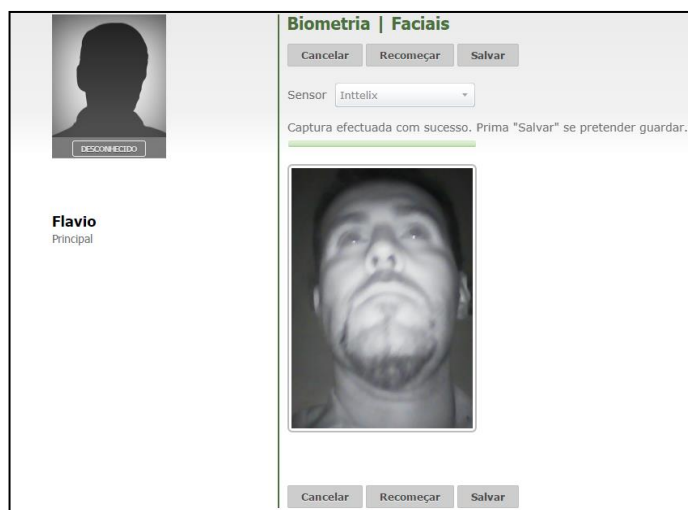 DESCONHECIDO
Flavio
Principal
Biometria | Faciais
Cancelar Recomeçar Salvar
Sensor Inttelix
Captura efectuada com sucesso. Prima "Salvar" se pretender guardar.
Cancelar Recomeçar Salvar